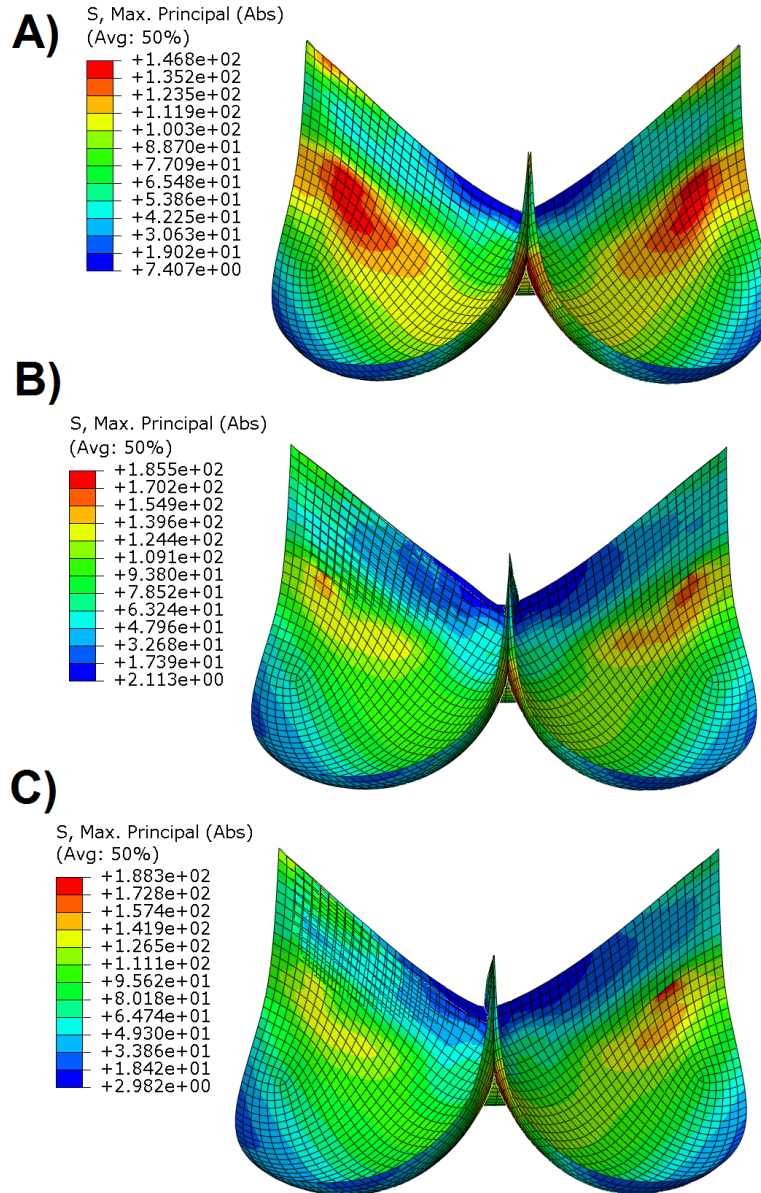 A)
S, Max. Principal (Abs)
(Avg: 50%)
+1.468e+02
+1.352e+02
+1.235e+02
+1.119e+02
+1.003e+02
+8.870e+01
+7.709e+01
+6.548e+01
+5.386e+01
+4.225e+01
+3.063e+01
+1.902e+01
+7.407e+00
B)
S, Max. Principal (Abs)
(Avg: 50%)
+1.855e+02
+1.702e+02
+1.549e+02
+1.396e+02
+1.244e+02
+1.091e+02
+9.380e+01
+7.852e+01
+6.324e+01
+4.796e+01
+3.268e+01
+1.739e+01
+2.113e+00
C)
S, Max. Principal (Abs)
(Avg: 50%)
+1.883e+02
+1.728e+02
+1.574e+02
+1.419e+02
+1.265e+02
+1.111e+02
+9.562e+01
+8.018e+01
+6.474e+01
+4.930e+01
+3.386e+01
+1.842e+01
+2.982e+00